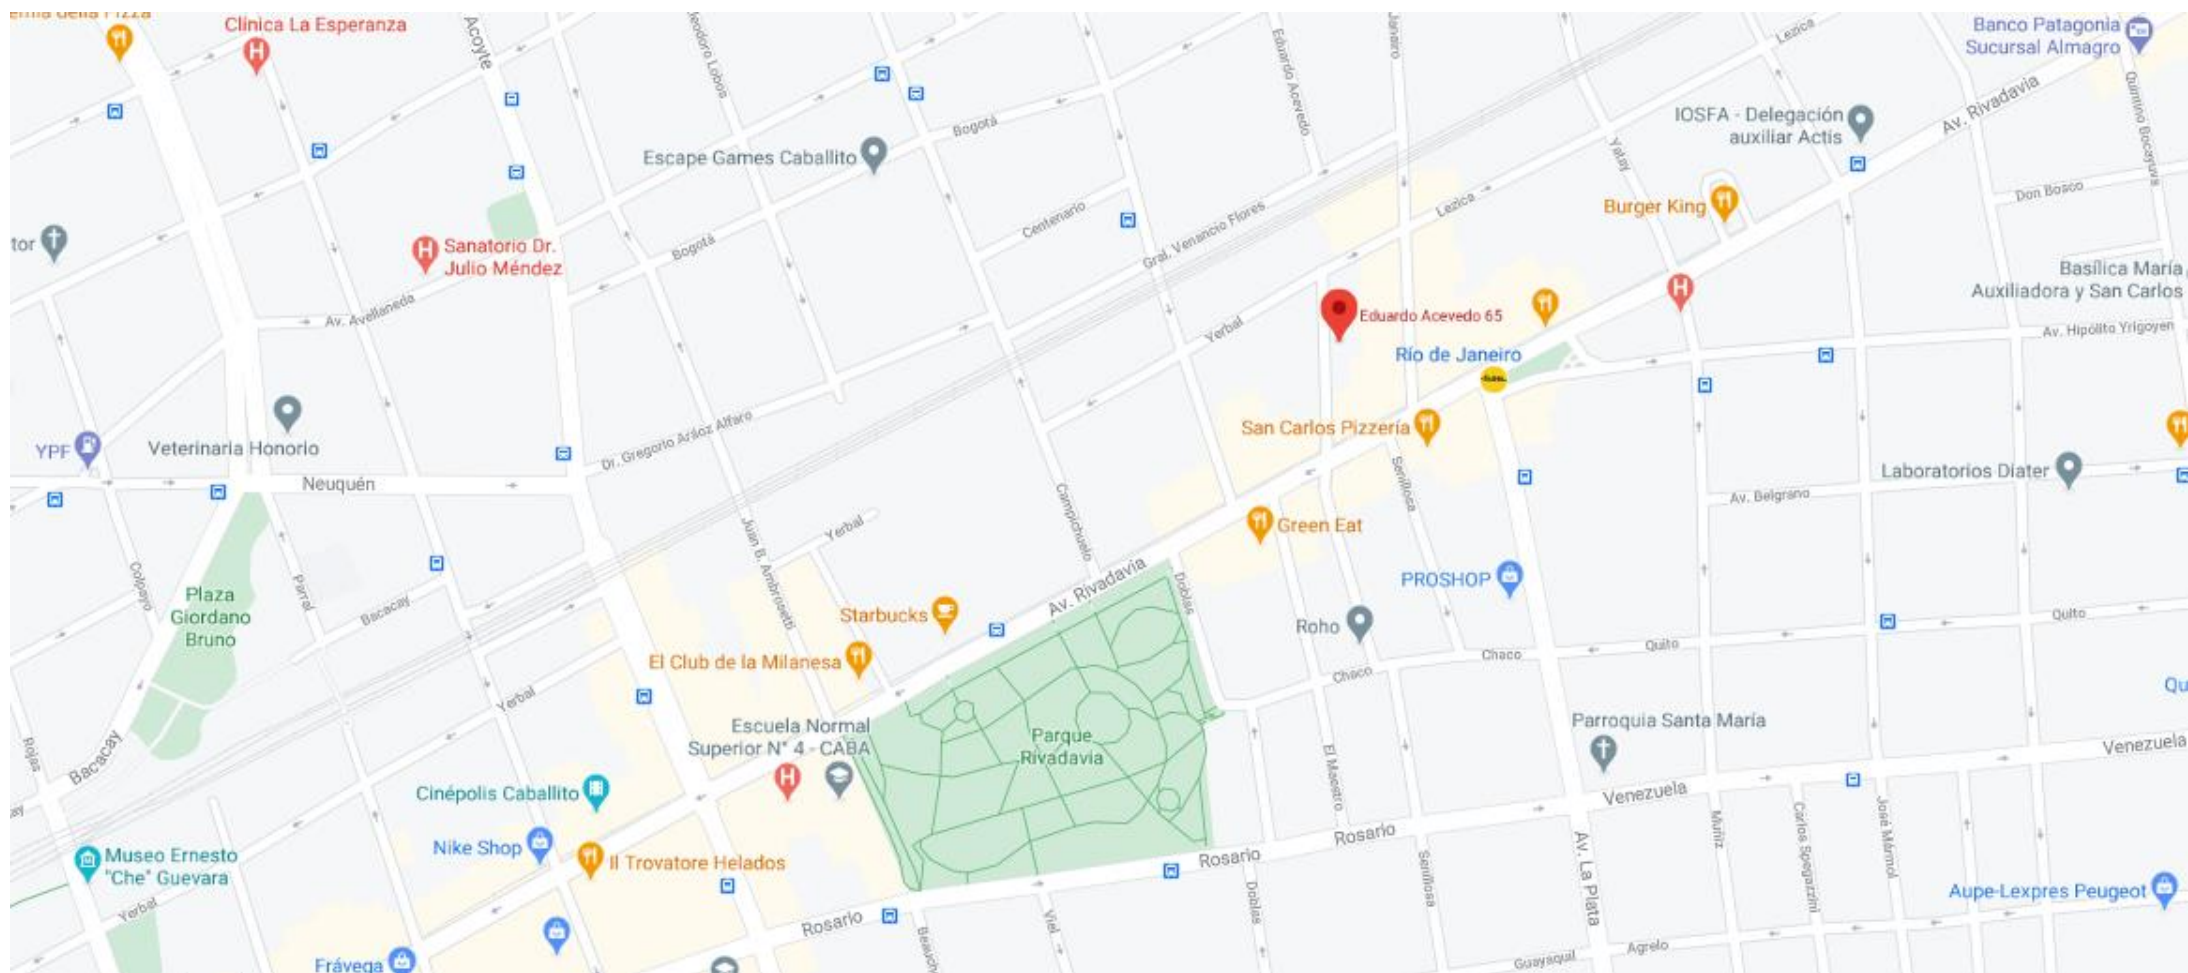 della Pizza
Clínica La Esperanza
Acoyte
Teodoro Lobos
Eduardo Acevedo
Janeiro
Lezica
Banco Patagonia
Sucursal Almagro
Quintino Bocayuva
Av. Rivadavia
IOSFA - Delegación
auxiliar Actis
Yatay
Bogotá
Escape Games Caballito
Don Bosco
Burger King
Lezica
Centenario
Gral. Venancio Flores
tor
Sanatorio Dr.
Julio Méndez
Bogotá
Basílica María
Auxiliadora y San Carlos
Av. Avellaneda
Yerbal
Eduardo Acevedo 65
Av. Hipólito Yrigoyen
Río de Janeiro
Dr. Gregorio Aráoz Alfaro
San Carlos Pizzería
YPF
Veterinaria Honorio
Senillosa
Laboratorios Diater
Neuquén
Av. Belgrano
Campichuelo
Juan B. Ambrosetti
Yerbal
Green Eat
Colpayo
Parral
Plaza
Giordano
Bruno
Bacacay
Av. Rivadavia
Doblas
PROSHOP
Starbucks
Roho
Quito
Quito
Chaco
Chaco
El Club de la Milanesa
Yerbal
Qu
Escuela Normal
Superior N° 4 - CABA
Parque
Rivadavia
Parroquia Santa María
Rojas
Bacacay
El Maestro
Venezuela
Venezuela
Cinépolis Caballito
Nike Shop
Il Trovatore Helados
Rosario
Rosario
Muñiz
Carlos Spegazzini
José Mármol
Av. La Plata
Museo Ernesto
"Che" Guevara
Senillosa
Doblas
Aupe-Lexpres Peugeot
Yerbal
Rosario
Viel
Beauch
Frávega
Guayaquil
Agrelo